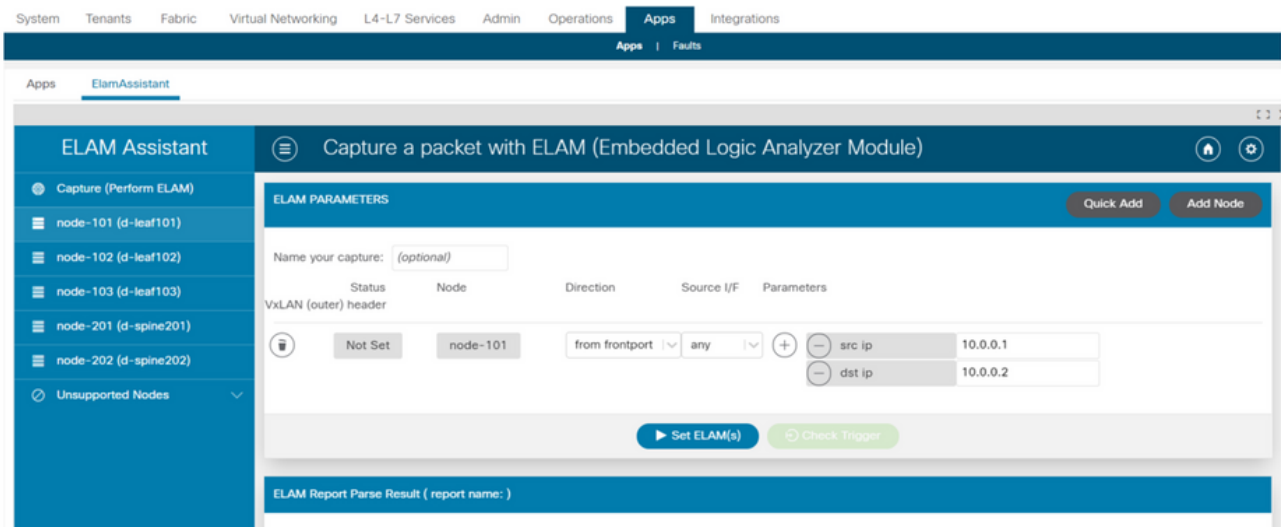 System Tenants Fabric Virtual Networking L4-L7 Services Admin Operations Apps Integrations
Apps | Faults
Apps ElamAssistant
ELAM Assistant
Capture a packet with ELAM (Embedded Logic Analyzer Module)
Capture (Perform ELAM)
node-101 (d-leaf101)
node-102 (d-leaf102)
node-103 (d-leaf103)
node-201 (d-spine201)
node-202 (d-spine202)
Unsupported Nodes
ELAM PARAMETERS
Quick Add Add Node
Name your capture: (optional)
Status Node Direction Source I/F Parameters
VxLAN (outer) header
Not Set node-101 from frontport any src ip 10.0.0.1
dst ip 10.0.0.2
Set ELAM(s) Check Trigger
ELAM Report Parse Result ( report name: )